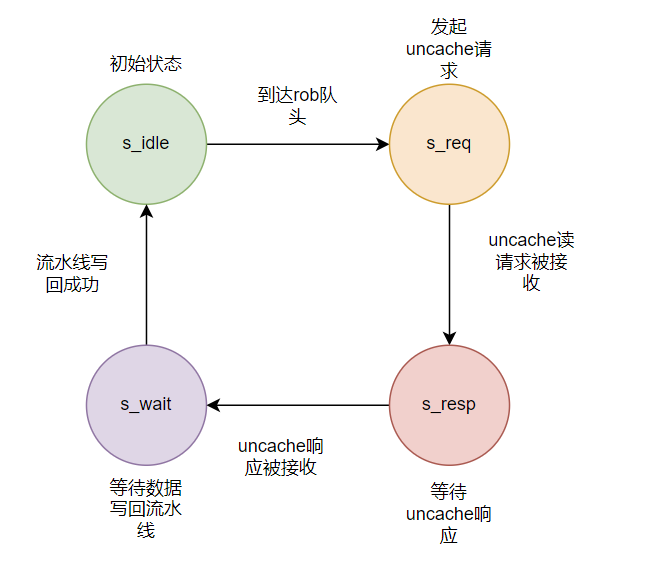 初始状态
s_idle
到达rob队
头
发起
uncache请
求
s_req
uncache读
请求被接
收
s_resp
等待
uncache响
应
uncache响
应被接收
s_wait
等待数据
写回流水
线
流水线写
回成功